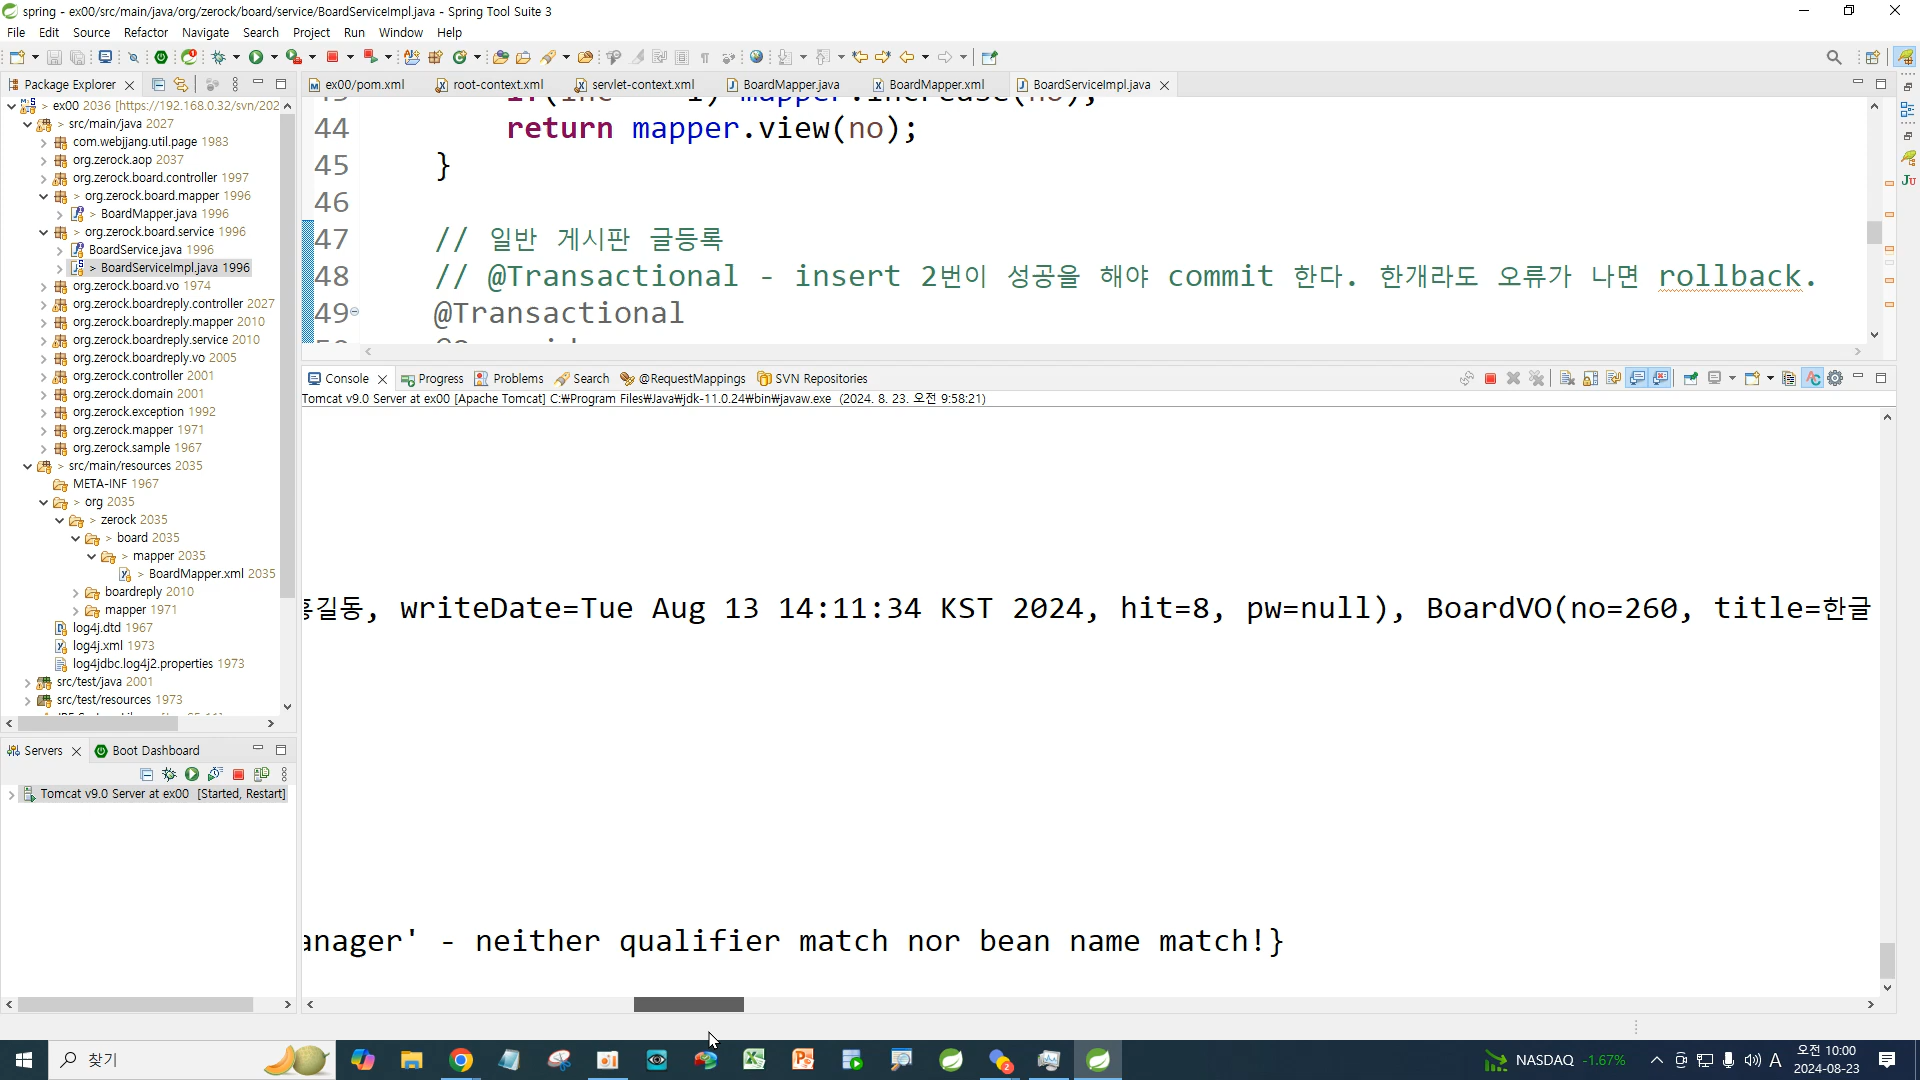 spring - ex00/src/main/java/org/zerock/board/service/BoardServiceImpl.java - Spring Tool Suite 3
File Edit Source Refactor Navigate Search Project Run Window Help
Package Explorer
ex00/pom.xml root-context.xml servlet-context.xml BoardMapper.java BoardMapper.xml BoardServiceImpl.java
> ex00 2036 [https://192.168.0.32/svn/202
> src/main/java 2027
com.webjjang.util.page 1983
org.zerock.aop 2037
org.zerock.board.controller 1997
> org.zerock.board.mapper 1996
> BoardMapper.java 1996
> org.zerock.board.service 1996
BoardService.java 1996
> BoardServiceImpl.java 1996
org.zerock.board.vo 1974
org.zerock.boardreply.controller 2027
org.zerock.boardreply.mapper 2010
org.zerock.boardreply.service 2010
org.zerock.boardreply.vo 2005
org.zerock.controller 2001
org.zerock.domain 2001
org.zerock.exception 1992
org.zerock.mapper 1971
org.zerock.sample 1967
> src/main/resources 2035
META-INF 1967
> org 2035
> zerock 2035
> board 2035
> mapper 2035
> BoardMapper.xml 2035
boardreply 2010
mapper 1971
log4j.dtd 1967
log4j.xml 1973
log4jdbc.log4j2.properties 1973
src/test/java 2001
src/test/resources 1973
44 return mapper.view(no);
45 }
46
47 // 일반 게시판 글등록
48 // @Transactional - insert 2번이 성공을 해야 commit 한다. 한개라도 오류가 나면 rollback.
49 @Transactional
Console Progress Problems Search @RequestMappings SVN Repositories
Tomcat v9.0 Server at ex00 [Apache Tomcat] C:₩Program Files₩Java₩jdk-11.0.24₩bin₩javaw.exe (2024. 8. 23. 오전 9:58:21)
길동, writeDate=Tue Aug 13 14:11:34 KST 2024, hit=8, pw=null), BoardVO(no=260, title=한글
anager' - neither qualifier match nor bean name match!}
Servers Boot Dashboard
Tomcat v9.0 Server at ex00 [Started, Restart]
찾기
NASDAQ -1.67%
A
오전 10:00
2024-08-23